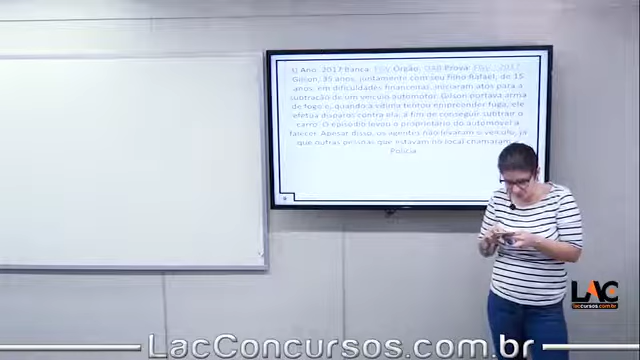 1) Ano: 2017 Banca: FGV Órgão: OAB Prova: FGV - 2017
Gilson, 35 anos, juntamente com seu filho Rafael, de 15
anos, em dificuldades financeiras, iniciaram atos para a
subtração de um veículo automotor. Gilson portava arma
de fogo e, quando a vítima tentou empreender fuga, ele
efetua disparos contra ela, a fim de conseguir subtrair o
carro. O episódio levou o proprietário do automóvel a
falecer. Apesar disso, os agentes não levaram o veículo, já
que outras pessoas que estavam no local chamaram a
Polícia.
LAC
lacconcursos.com.br
LacConcursos.com.br